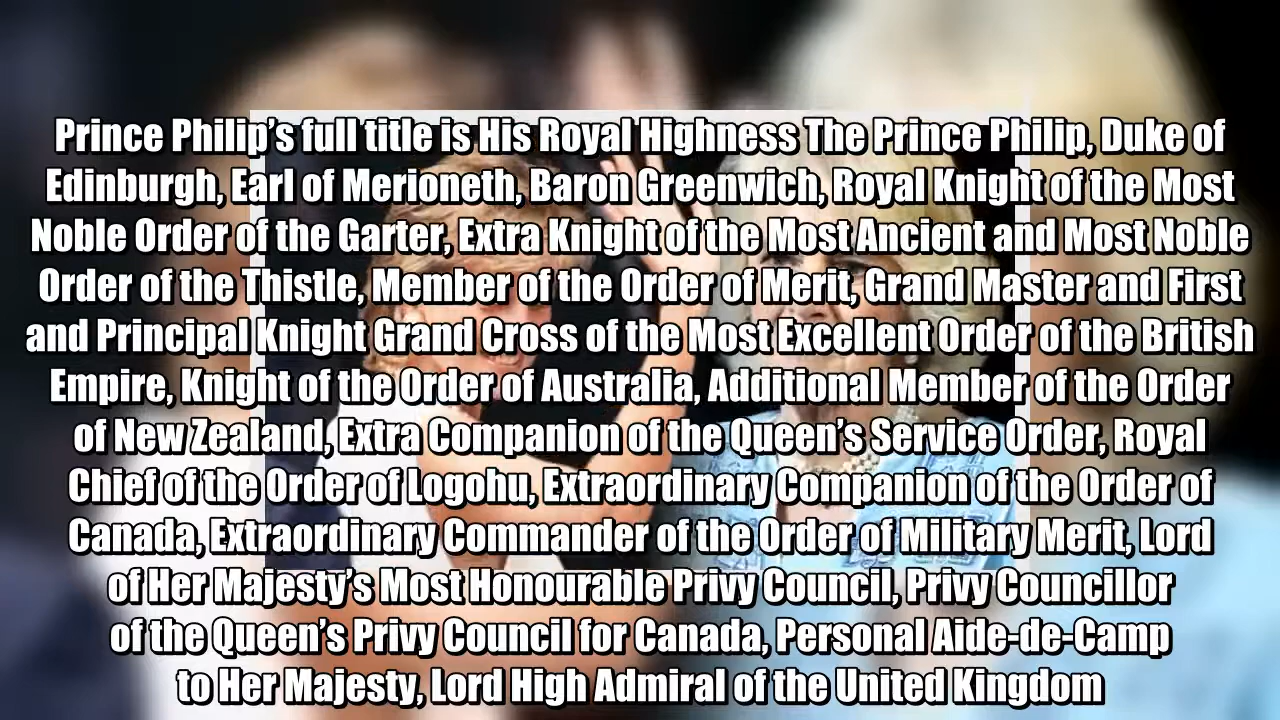 Prince Philip’s full title is His Royal Highness The Prince Philip, Duke of
Edinburgh, Earl of Merioneth, Baron Greenwich, Royal Knight of the Most
Noble Order of the Garter, Extra Knight of the Most Ancient and Most Noble
Order of the Thistle, Member of the Order of Merit, Grand Master and First
and Principal Knight Grand Cross of the Most Excellent Order of the British
Empire, Knight of the Order of Australia, Additional Member of the Order
of New Zealand, Extra Companion of the Queen’s Service Order, Royal
Chief of the Order of Logohu, Extraordinary Companion of the Order of
Canada, Extraordinary Commander of the Order of Military Merit, Lord
of Her Majesty’s Most Honourable Privy Council, Privy Councillor
of the Queen’s Privy Council for Canada, Personal Aide-de-Camp
to Her Majesty, Lord High Admiral of the United Kingdom